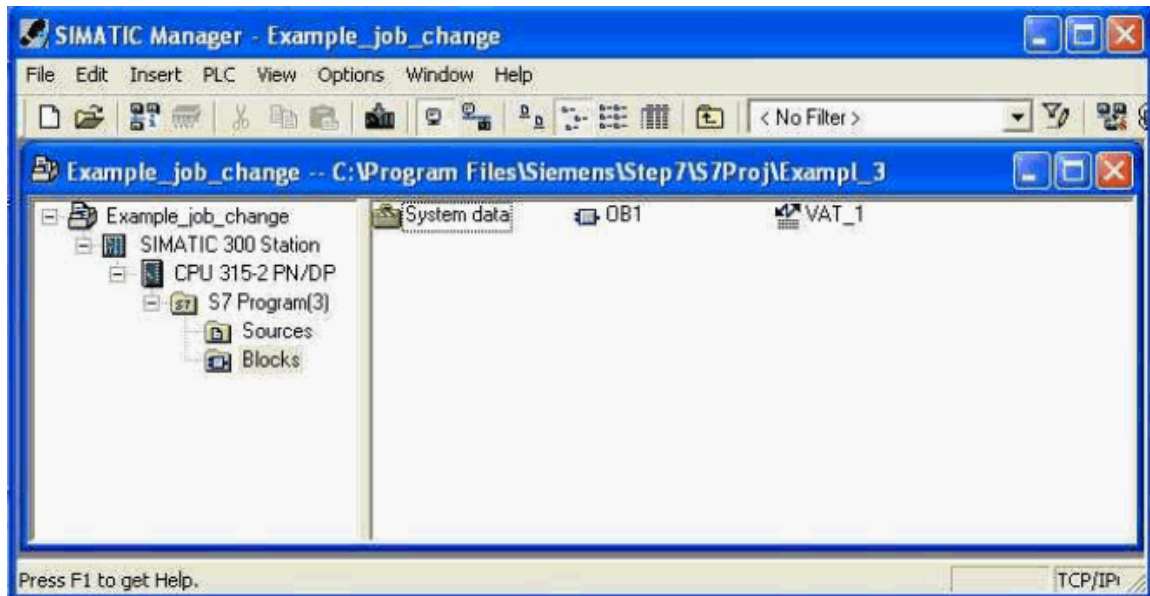 SIMATIC Manager - Example_job_change
File Edit Insert PLC View Options Window Help
< No Filter >
Example_job_change -- C:\Program Files\Siemens\Step7\S7Proj\Exampl_3
Example_job_change
SIMATIC 300 Station
CPU 315-2 PN/DP
S7 Program(3)
Sources
Blocks
System data OB1 VAT_1
Press F1 to get Help. TCP/IP